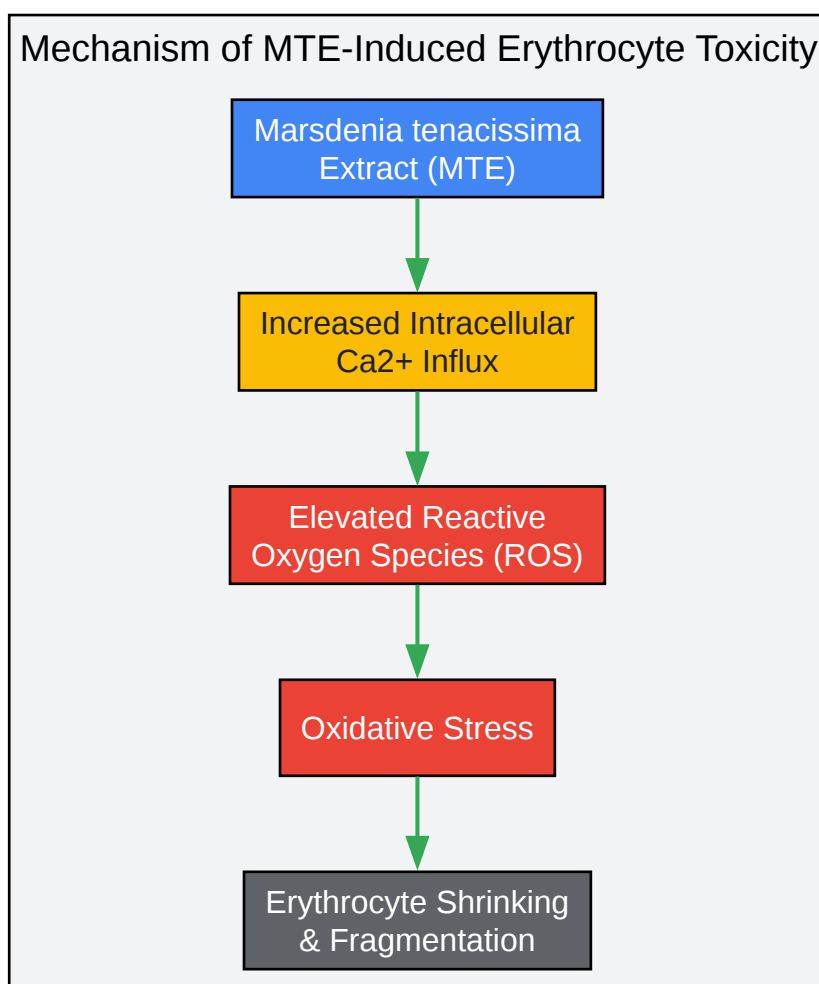 Mechanism of MTE-Induced Erythrocyte Toxicity
Marsdenia tenacissima
Extract (MTE)
Increased Intracellular
Ca2+ Influx
Elevated Reactive
Oxygen Species (ROS)
Oxidative Stress
Erythrocyte Shrinking
& Fragmentation